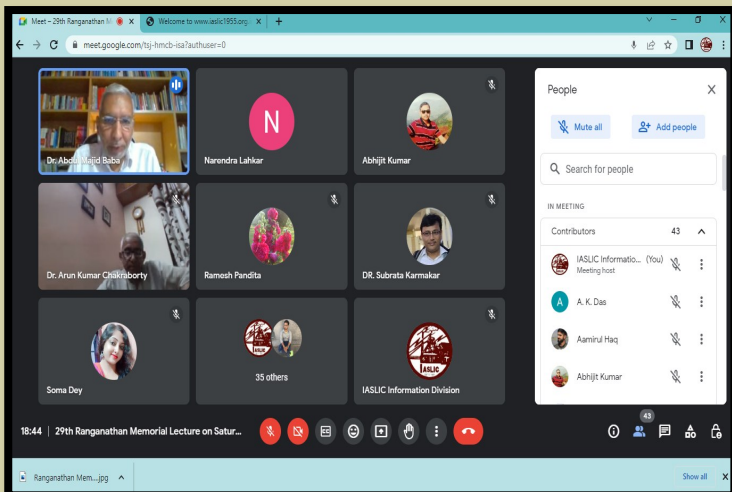 Meet – 29th Ranganathan M
Welcome to www.iaslic1955.org.
meet.google.com/tsj-hmcb-isa?authuser=0
Dr. Abdul Majid Baba
N
Narendra Lahkar
Abhijit Kumar
Dr. Arun Kumar Chakraborty
Ramesh Pandita
DR. Subrata Karmakar
Soma Dey
IASLIC
35 others
IASLIC
IASLIC Information Division
People
Mute all
Add people
Search for people
IN MEETING
Contributors 43
IASLIC Informatio... (You)
Meeting host
A A. K. Das
Aamirul Haq
Abhijit Kumar
18:44 | 29th Ranganathan Memorial Lecture on Satur...
CC
43
Ranganathan Mem....jpg
Show all